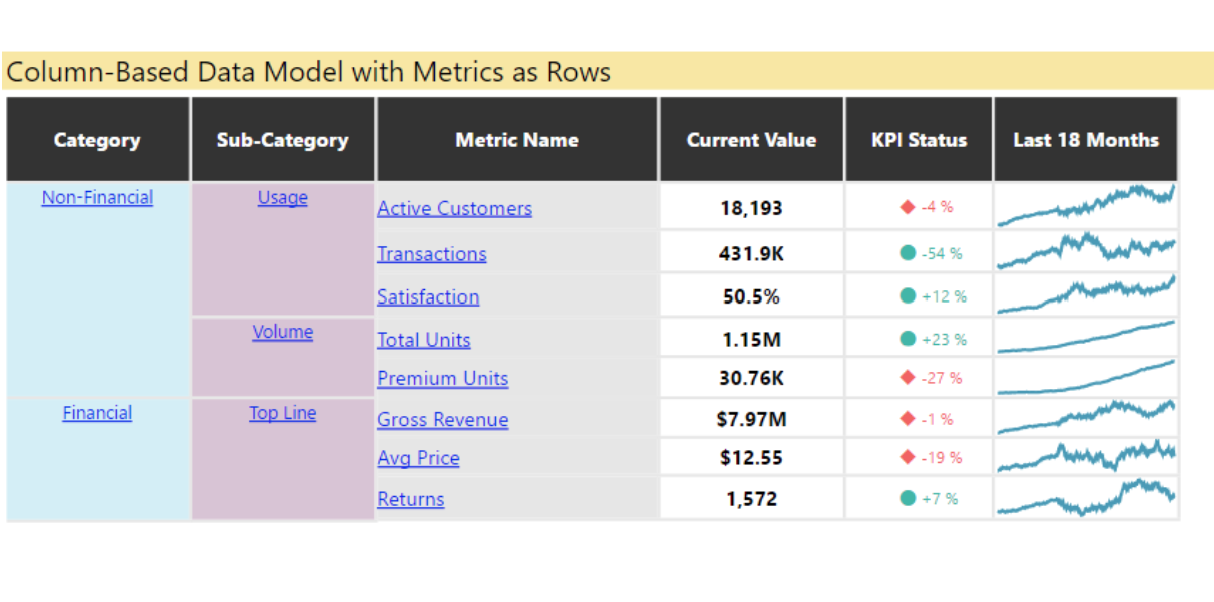 Column-Based Data Model with Metrics as Rows
Category Sub-Category Metric Name Current Value KPI Status Last 18 Months
Non-Financial Usage Active Customers 18,193 -4 %
Transactions 431.9K -54 %
Satisfaction 50.5% +12 %
Volume Total Units 1.15M +23 %
Premium Units 30.76K -27 %
Financial Top Line Gross Revenue $7.97M -1 %
Avg Price $12.55 -19 %
Returns 1,572 +7 %